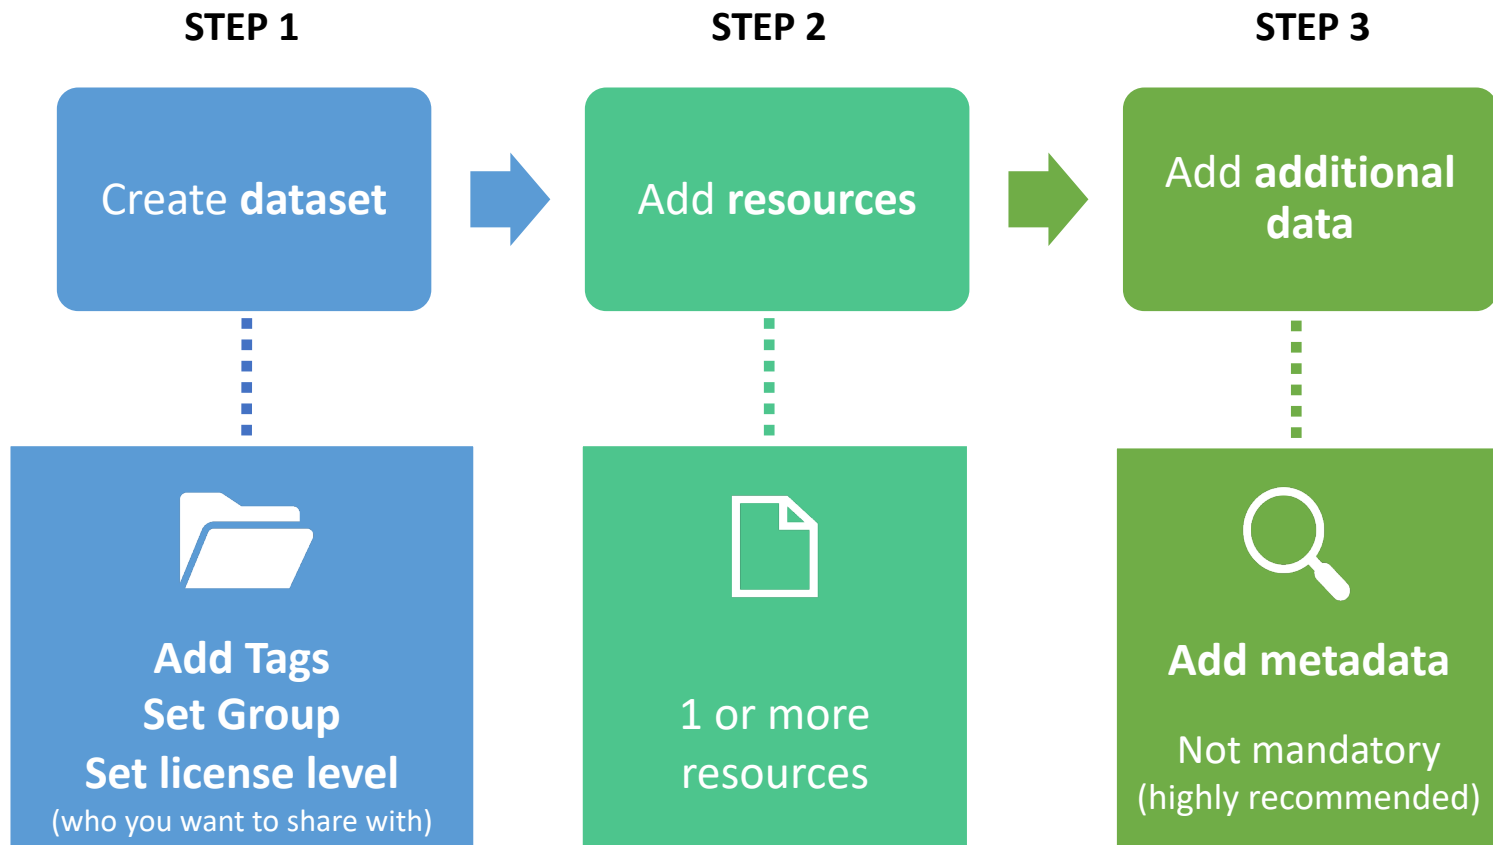 STEP 1
STEP 2
STEP 3
Create dataset
Add resources
Add additional
data
Add Tags
Set Group
Set license level
(who you want to share with)
1 or more
resources
Add metadata
Not mandatory
(highly recommended)